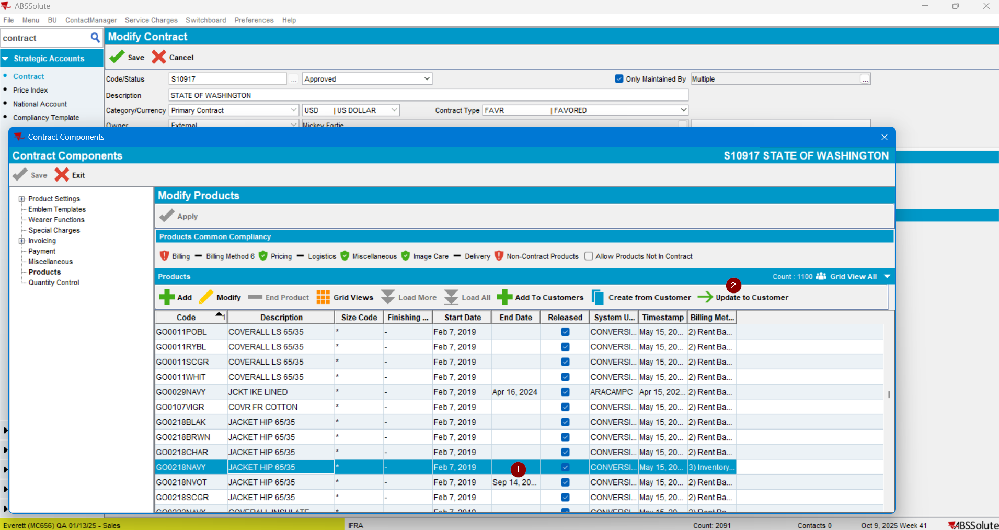 ABSSolute
File Menu BU ContactManager Service Charges Switchboard Preferences Help
contract
Modify Contract
Strategic Accounts
Save Cancel
Contract
Price Index
National Account
Compliancy Template
Code/Status S10917 ... Approved Only Maintained By Multiple ...
Description STATE OF WASHINGTON
Category/Currency Primary Contract USD | US DOLLAR Contract Type FAVR | FAVORED
Owner External Mickey Fortie
Contract Components
Contract Components S10917 STATE OF WASHINGTON
Save Exit
Product Settings
Emblem Templates
Wearer Functions
Special Charges
Invoicing
Payment
Miscellaneous
Products
Quantity Control
Modify Products
Apply
Products Common Compliancy
Billing Billing Method 6 Pricing Logistics Miscellaneous Image Care Delivery Non-Contract Products Allow Products Not In Contract
Products Count : 1100 Grid View All
2
Add Modify End Product Grid Views Load More Load All Add To Customers Create from Customer Update to Customer
Code 1 Description Size Code Finishing ... Start Date End Date Released System U... Timestamp Billing Met...
GO0011POBL COVERALL LS 65/35 * - Feb 7, 2019 CONVERSI... May 15, 20... 2) Rent Ba...
GO0011RYBL COVERALL LS 65/35 * - Feb 7, 2019 CONVERSI... May 15, 20... 2) Rent Ba...
GO0011SCGR COVERALL LS 65/35 * - Feb 7, 2019 CONVERSI... May 15, 20... 2) Rent Ba...
GO0011WHIT COVERALL LS 65/35 * - Feb 7, 2019 CONVERSI... May 15, 20... 2) Rent Ba...
GO0029NAVY JCKT IKE LINED * - Feb 7, 2019 Apr 16, 2024 ARACAMPC Apr 15, 202... 2) Rent Ba...
GO0107VIGR COVR FR COTTON * - Feb 7, 2019 CONVERSI... May 15, 20... 2) Rent Ba...
GO0218BLAK JACKET HIP 65/35 * - Feb 7, 2019 CONVERSI... May 15, 20... 2) Rent Ba...
GO0218BRWN JACKET HIP 65/35 * - Feb 7, 2019 CONVERSI... May 15, 20... 2) Rent Ba...
GO0218CHAR JACKET HIP 65/35 * - Feb 7, 2019 CONVERSI... May 15, 20... 2) Rent Ba...
GO0218NAVY JACKET HIP 65/35 * - Feb 7, 2019 1 CONVERSI... May 15, 20... 3) Inventory...
GO0218NVOT JACKET HIP 65/35 * - Feb 7, 2019 Sep 14, 20... CONVERSI... May 15, 20... 2) Rent Ba...
GO0218SCGR JACKET HIP 65/35 * - Feb 7, 2019 CONVERSI... May 15, 20... 2) Rent Ba...
Everett (MC656) QA 01/13/25 - Sales IFRA Count: 2091 Contacts 0 Oct 9, 2025 Week 41 ABSSolute